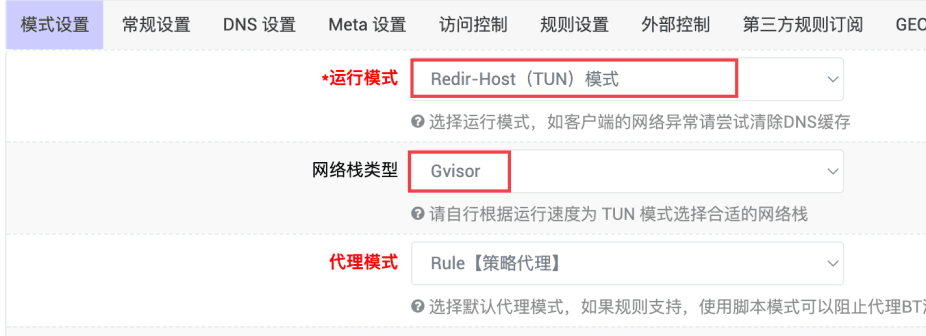 模式设置 常规设置 DNS 设置 Meta 设置 访问控制 规则设置 外部控制 第三方规则订阅 GEO
*运行模式 Redir-Host（TUN）模式
选择运行模式，如客户端的网络异常请尝试清除DNS缓存
网络栈类型 Gvisor
请自行根据运行速度为 TUN 模式选择合适的网络栈
代理模式 Rule【策略代理】
选择默认代理模式，如果规则支持，使用脚本模式可以阻止代理BT